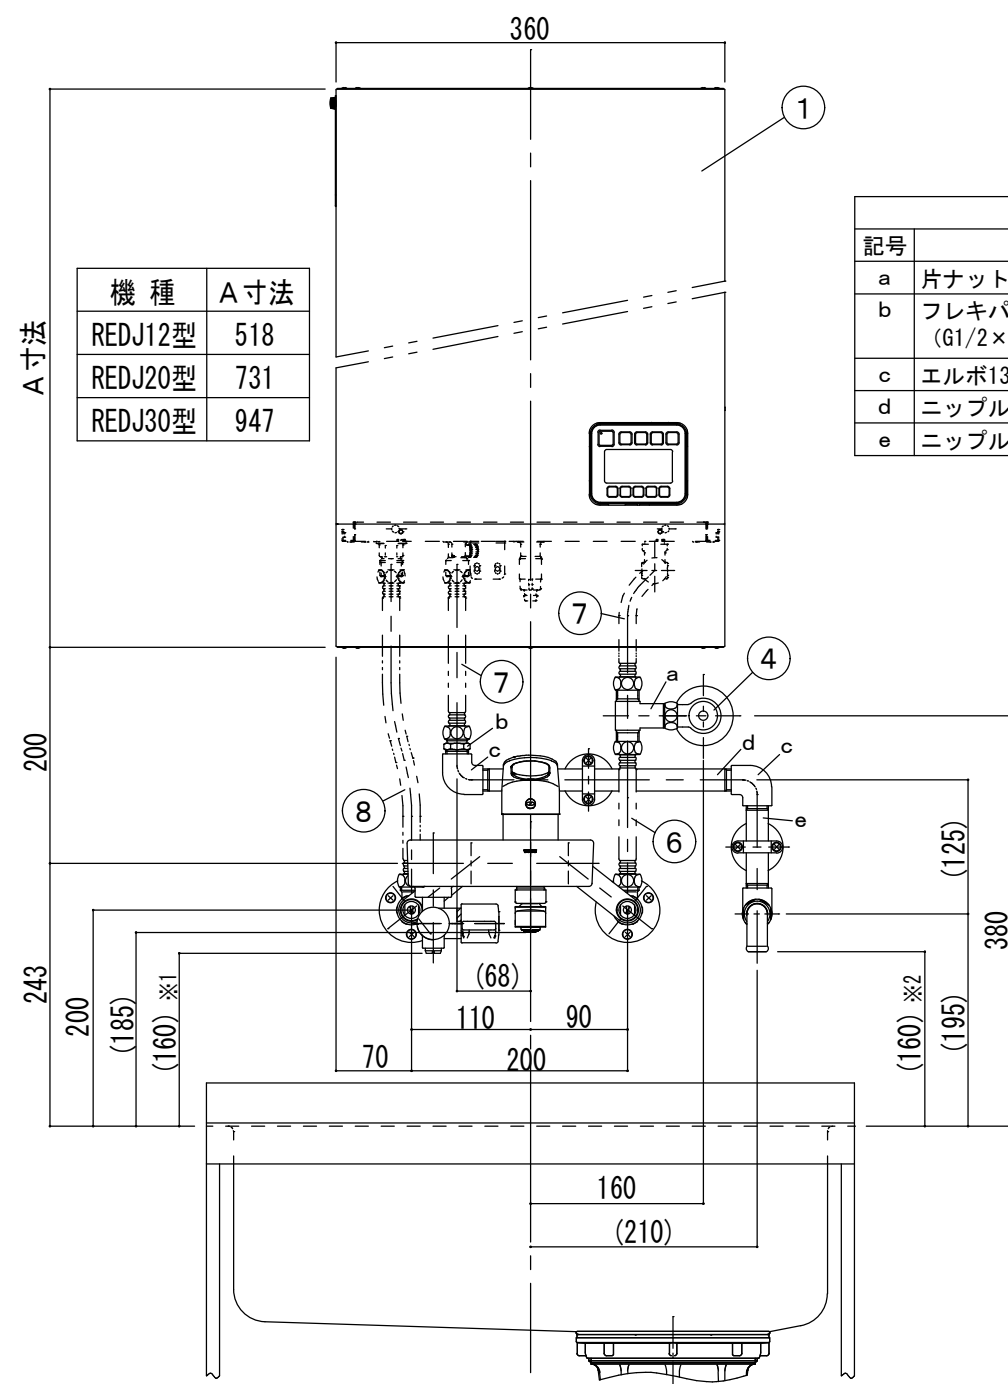 360
①
機 種 A寸法
REDJ12型 518
REDJ20型 731
REDJ30型 947
A寸法
記号
a 片ナット
b フレキパ
(G1/2×
c エルボ13
d ニップル
e ニップル
⑦
④
a
⑦
b
c
d
c
200
⑧
⑥
e
(125)
380
243
200
(185)
(160) ※1
(68)
110
90
70
200
(160) ※2
(195)
160
(210)